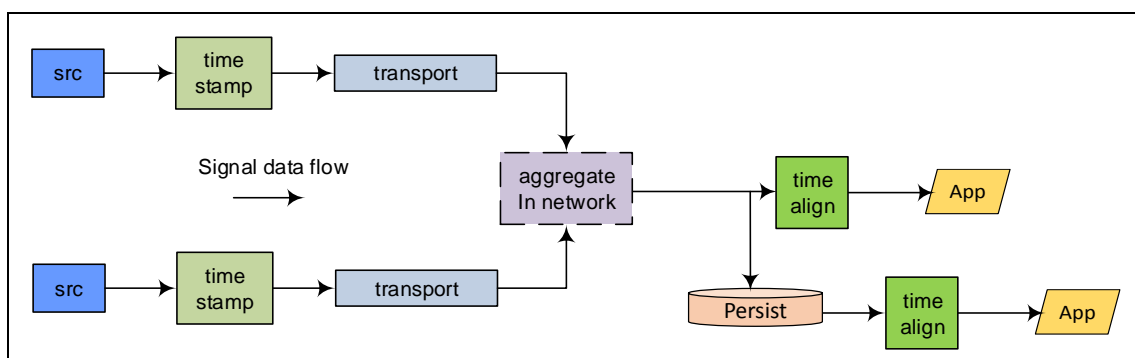 src
time
stamp
transport
Signal data flow
aggregate
In network
time
align
App
src
time
stamp
transport
Persist
time
align
App